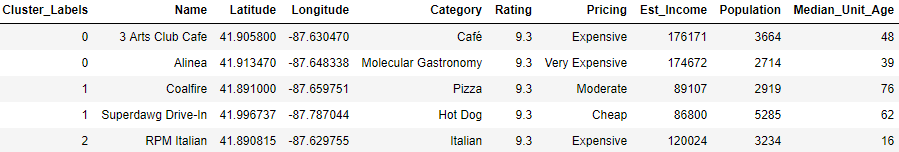 Cluster_Labels Name Latitude Longitude Category Rating Pricing Est_Income Population Median_Unit_Age
0 3 Arts Club Cafe 41.905800 -87.630470 Café 9.3 Expensive 176171 3664 48
0 Alinea 41.913470 -87.648338 Molecular Gastronomy 9.3 Very Expensive 174672 2714 39
1 Coalfire 41.891000 -87.659751 Pizza 9.3 Moderate 89107 2919 76
1 Superdawg Drive-In 41.996737 -87.787044 Hot Dog 9.3 Cheap 86800 5285 62
2 RPM Italian 41.890815 -87.629755 Italian 9.3 Expensive 120024 3234 16